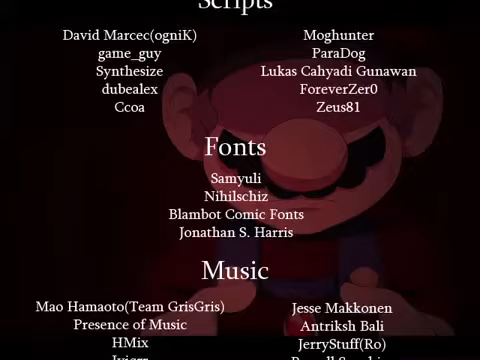 Scripts
David Marcec(ogniK) Moghunter
game_guy ParaDog
Synthesize Lukas Cahyadi Gunawan
dubealex ForeverZer0
Ccoa Zeus81
Fonts
Samyuli
Nihilschiz
Blambot Comic Fonts
Jonathan S. Harris
Music
Mao Hamaoto(Team GrisGris) Jesse Makkonen
Presence of Music Antriksh Bali
HMix JerryStuff(Ro)